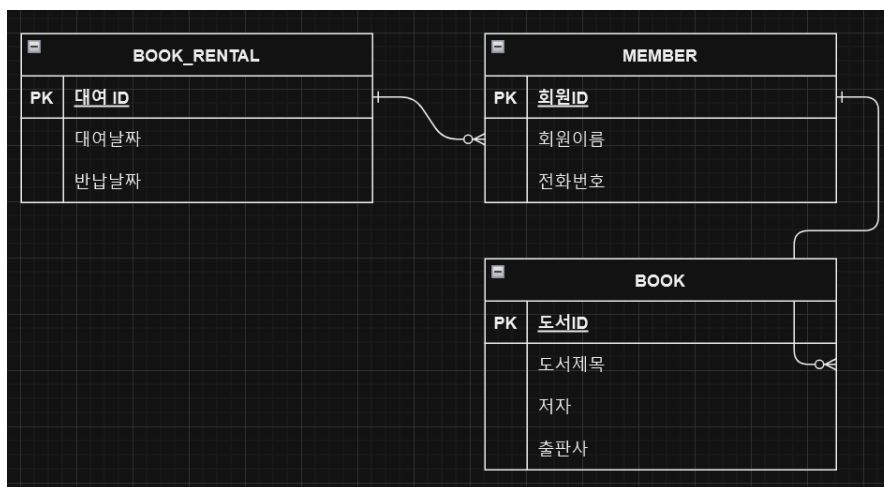 BOOK_RENTAL
PK 대여 ID
대여날짜
반납날짜
MEMBER
PK 회원ID
회원이름
전화번호
BOOK
PK 도서ID
도서제목
저자
출판사